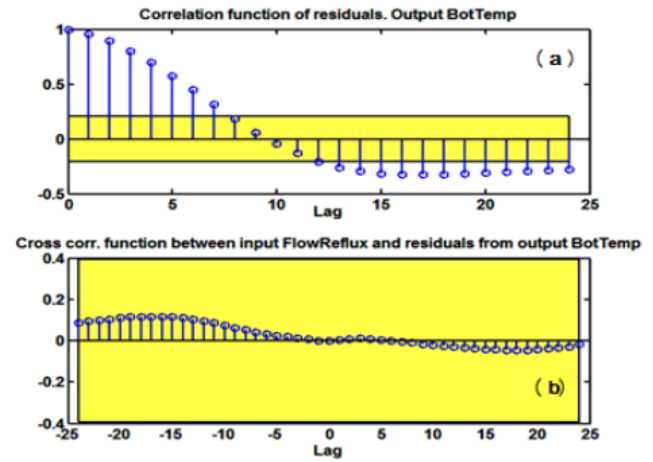 Correlation function of residuals. Output BotTemp
1
( a )
0.5
0
-0.5
0 5 10 15 20 25
Lag
Cross corr. function between input FlowReflux and residuals from output BotTemp
0.4
0.2
0
-0.2
( b )
-0.4
-25 -20 -15 -10 -5 0 5 10 15 20 25
Lag